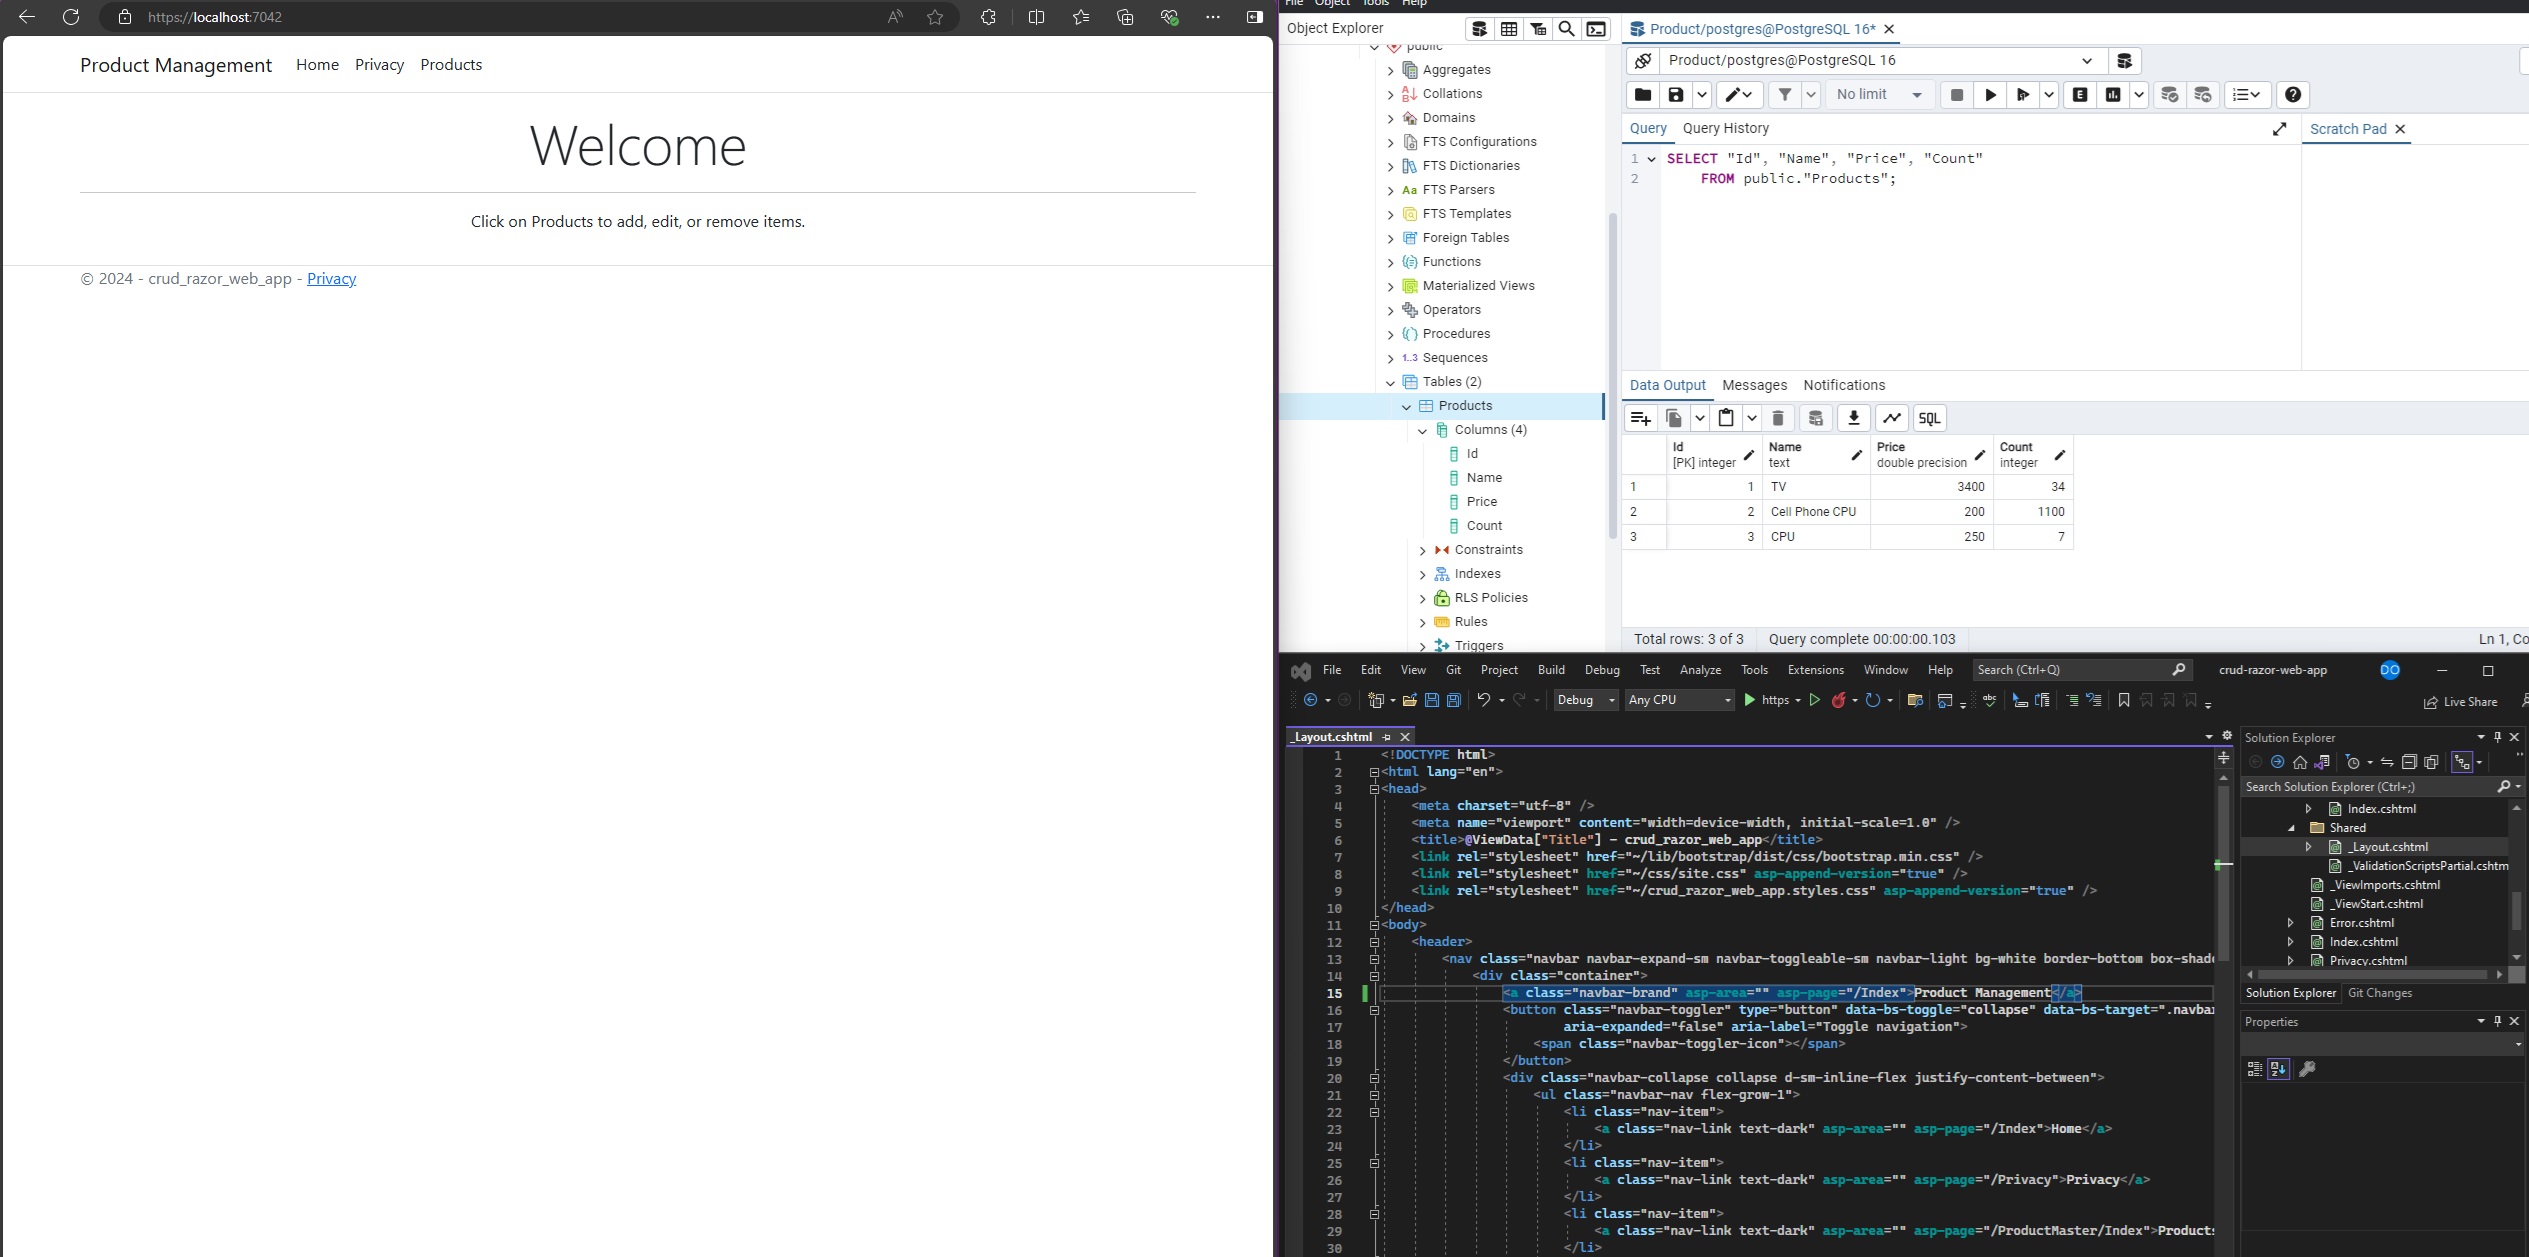 https://localhost:7042
Product Management Home Privacy Products
Welcome
Click on Products to add, edit, or remove items.
© 2024 - crud_razor_web_app - Privacy
File Object Tools Help
Object Explorer
public
Aggregates
Collations
Domains
FTS Configurations
FTS Dictionaries
Aa FTS Parsers
FTS Templates
Foreign Tables
Functions
Materialized Views
Operators
Procedures
1..3 Sequences
Tables (2)
Products
Columns (4)
Id
Name
Price
Count
Constraints
Indexes
RLS Policies
Rules
Triggers
Product/postgres@PostgreSQL 16*
Product/postgres@PostgreSQL 16
No limit
Query Query History
Scratch Pad
1 SELECT "Id", "Name", "Price", "Count"
2 FROM public."Products";
Data Output Messages Notifications
SQL
Id Name Price Count
[PK] integer text double precision integer
1 1 TV 3400 34
2 2 Cell Phone CPU 200 1100
3 3 CPU 250 7
Total rows: 3 of 3 Query complete 00:00:00.103 Ln 1, Co
File Edit View Git Project Build Debug Test Analyze Tools Extensions Window Help Search (Ctrl+Q) crud-razor-web-app DO
Debug Any CPU https Live Share
_Layout.cshtml
1 <!DOCTYPE html>
2 <html lang="en">
3 <head>
4 <meta charset="utf-8" />
5 <meta name="viewport" content="width=device-width, initial-scale=1.0" />
6 <title>@ViewData["Title"] - crud_razor_web_app</title>
7 <link rel="stylesheet" href="~/lib/bootstrap/dist/css/bootstrap.min.css" />
8 <link rel="stylesheet" href="~/css/site.css" asp-append-version="true" />
9 <link rel="stylesheet" href="~/crud_razor_web_app.styles.css" asp-append-version="true" />
10 </head>
11 <body>
12 <header>
13 <nav class="navbar navbar-expand-sm navbar-toggleable-sm navbar-light bg-white border-bottom box-shad
14 <div class="container">
15 <a class="navbar-brand" asp-area="" asp-page="/Index">Product Management</a>
16 <button class="navbar-toggler" type="button" data-bs-toggle="collapse" data-bs-target=".navbar
17 aria-expanded="false" aria-label="Toggle navigation">
18 <span class="navbar-toggler-icon"></span>
19 </button>
20 <div class="navbar-collapse collapse d-sm-inline-flex justify-content-between">
21 <ul class="navbar-nav flex-grow-1">
22 <li class="nav-item">
23 <a class="nav-link text-dark" asp-area="" asp-page="/Index">Home</a>
24 </li>
25 <li class="nav-item">
26 <a class="nav-link text-dark" asp-area="" asp-page="/Privacy">Privacy</a>
27 </li>
28 <li class="nav-item">
29 <a class="nav-link text-dark" asp-area="" asp-page="/ProductMaster/Index">Products
30 </li>
Solution Explorer
Search Solution Explorer (Ctrl+;)
Index.cshtml
Shared
_Layout.cshtml
_ValidationScriptsPartial.cshtm
_ViewImports.cshtml
_ViewStart.cshtml
Error.cshtml
Index.cshtml
Privacy.cshtml
Solution Explorer Git Changes
Properties